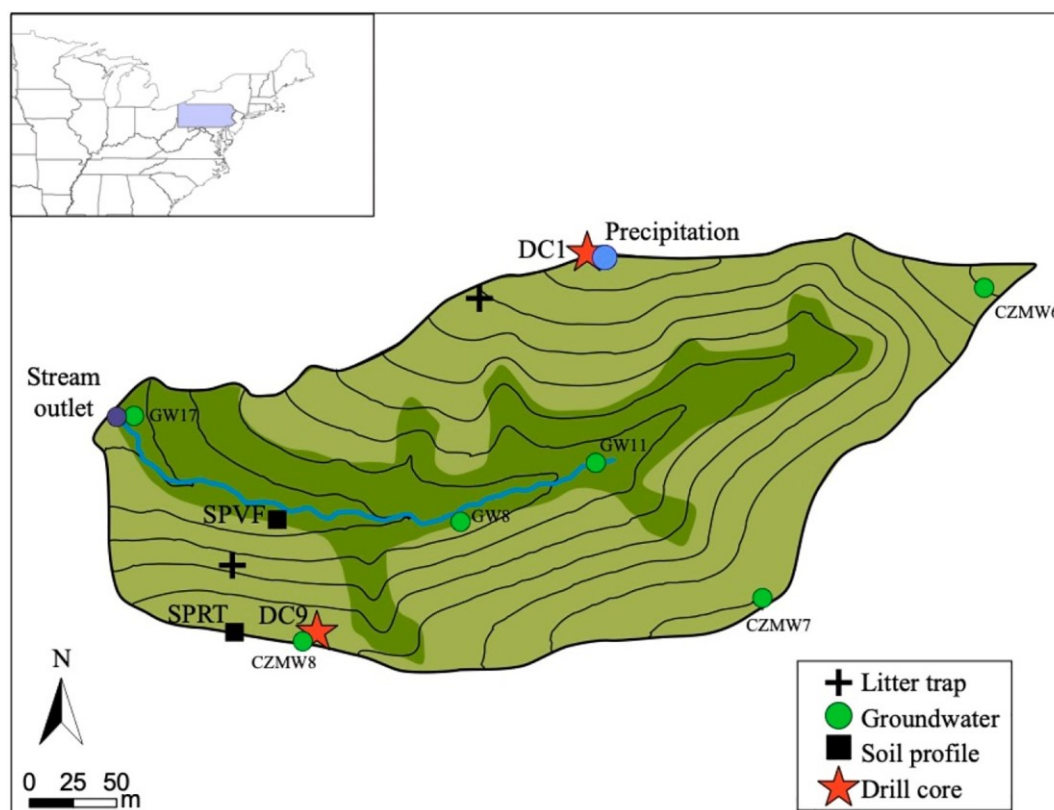 Precipitation
DC1
CZMW6
Stream
outlet
GW17
GW11
SPVF
GW8
SPRT
DC9
CZMW8
CZMW7
N
0 25 50
m
Litter trap
Groundwater
Soil profile
Drill core